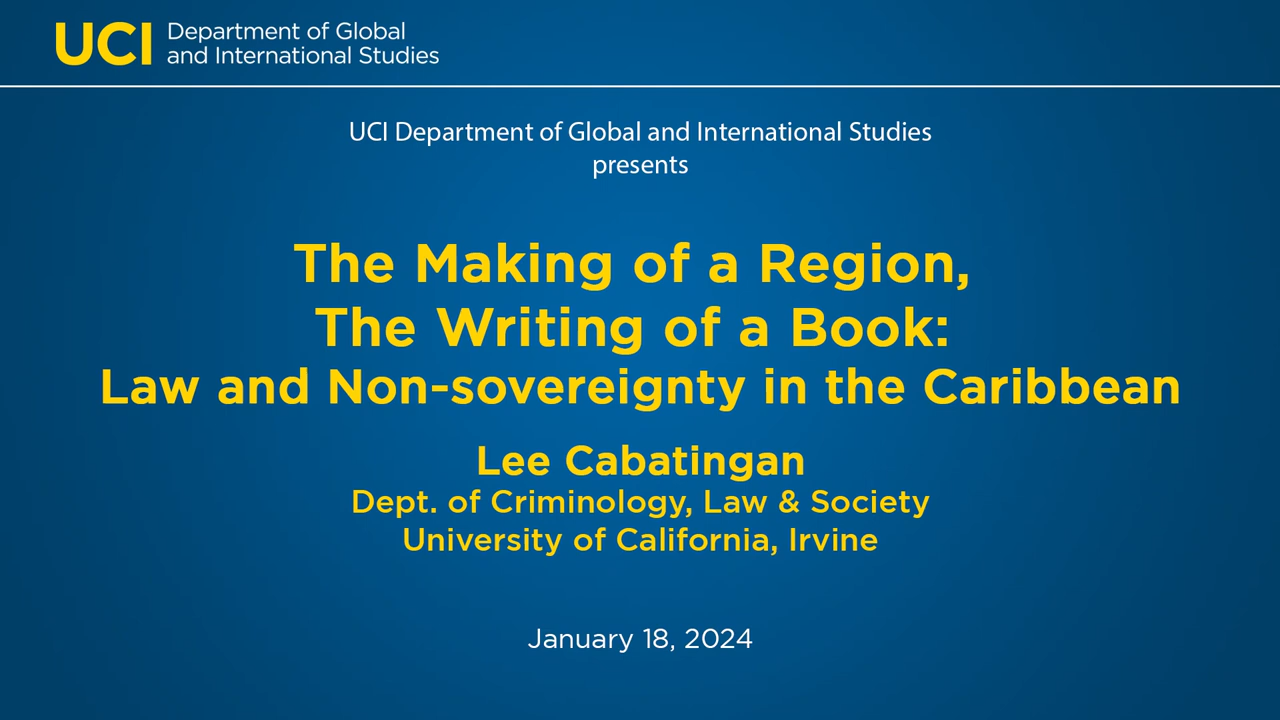 UCI Department of Global
and International Studies
UCI Department of Global and International Studies
presents
The Making of a Region,
The Writing of a Book:
Law and Non-sovereignty in the Caribbean
Lee Cabatingan
Dept. of Criminology, Law & Society
University of California, Irvine
January 18, 2024